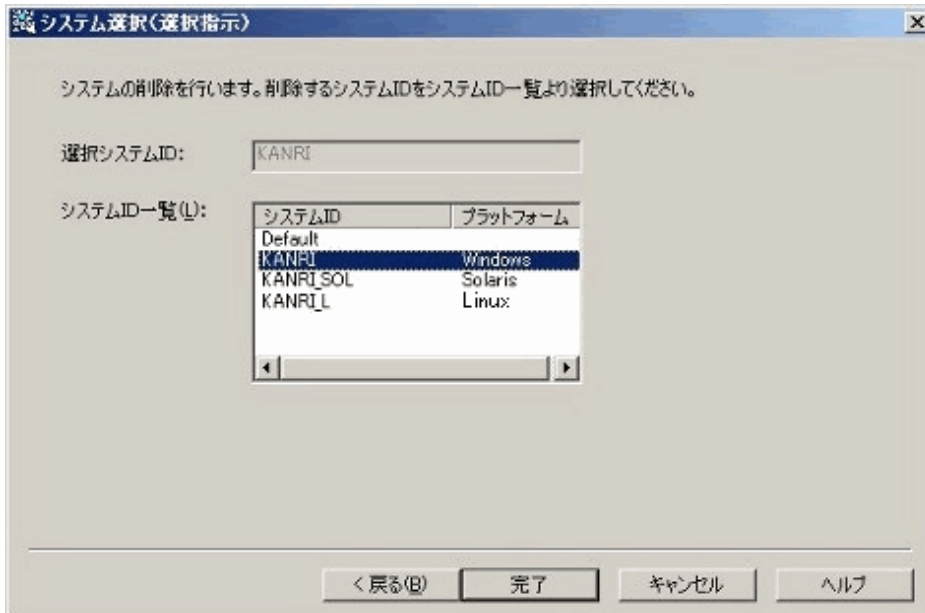 システム選択(選択指示)
システムの削除を行います。削除するシステムIDをシステムID一覧より選択してください。
選択システムID: KANRI
システムID一覧(L):
システムID プラットフォーム
Default
KANRI Windows
KANRI_SOL Solaris
KANRI_L Linux
< 戻る(B) 完了 キャンセル ヘルプ